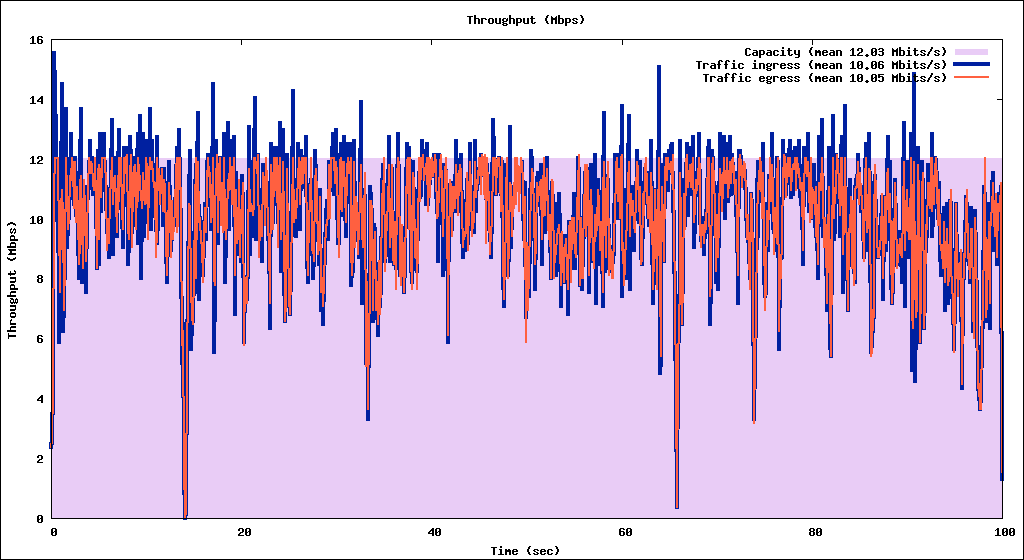 Throughput (Mbps)
Capacity (mean 12.03 Mbits/s)
Traffic ingress (mean 10.06 Mbits/s)
Traffic egress (mean 10.05 Mbits/s)
Throughput (Mbps)
16
14
12
10
8
6
4
2
0
0 20 40 60 80 100
Time (sec)